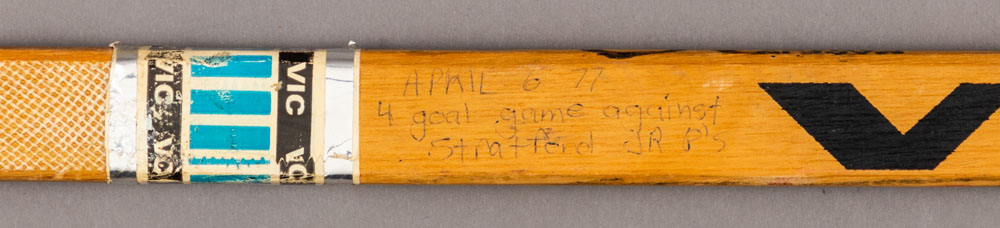 VIC
VIC
APRIL 6 77
4 goal game against
Stratford JR B's
V